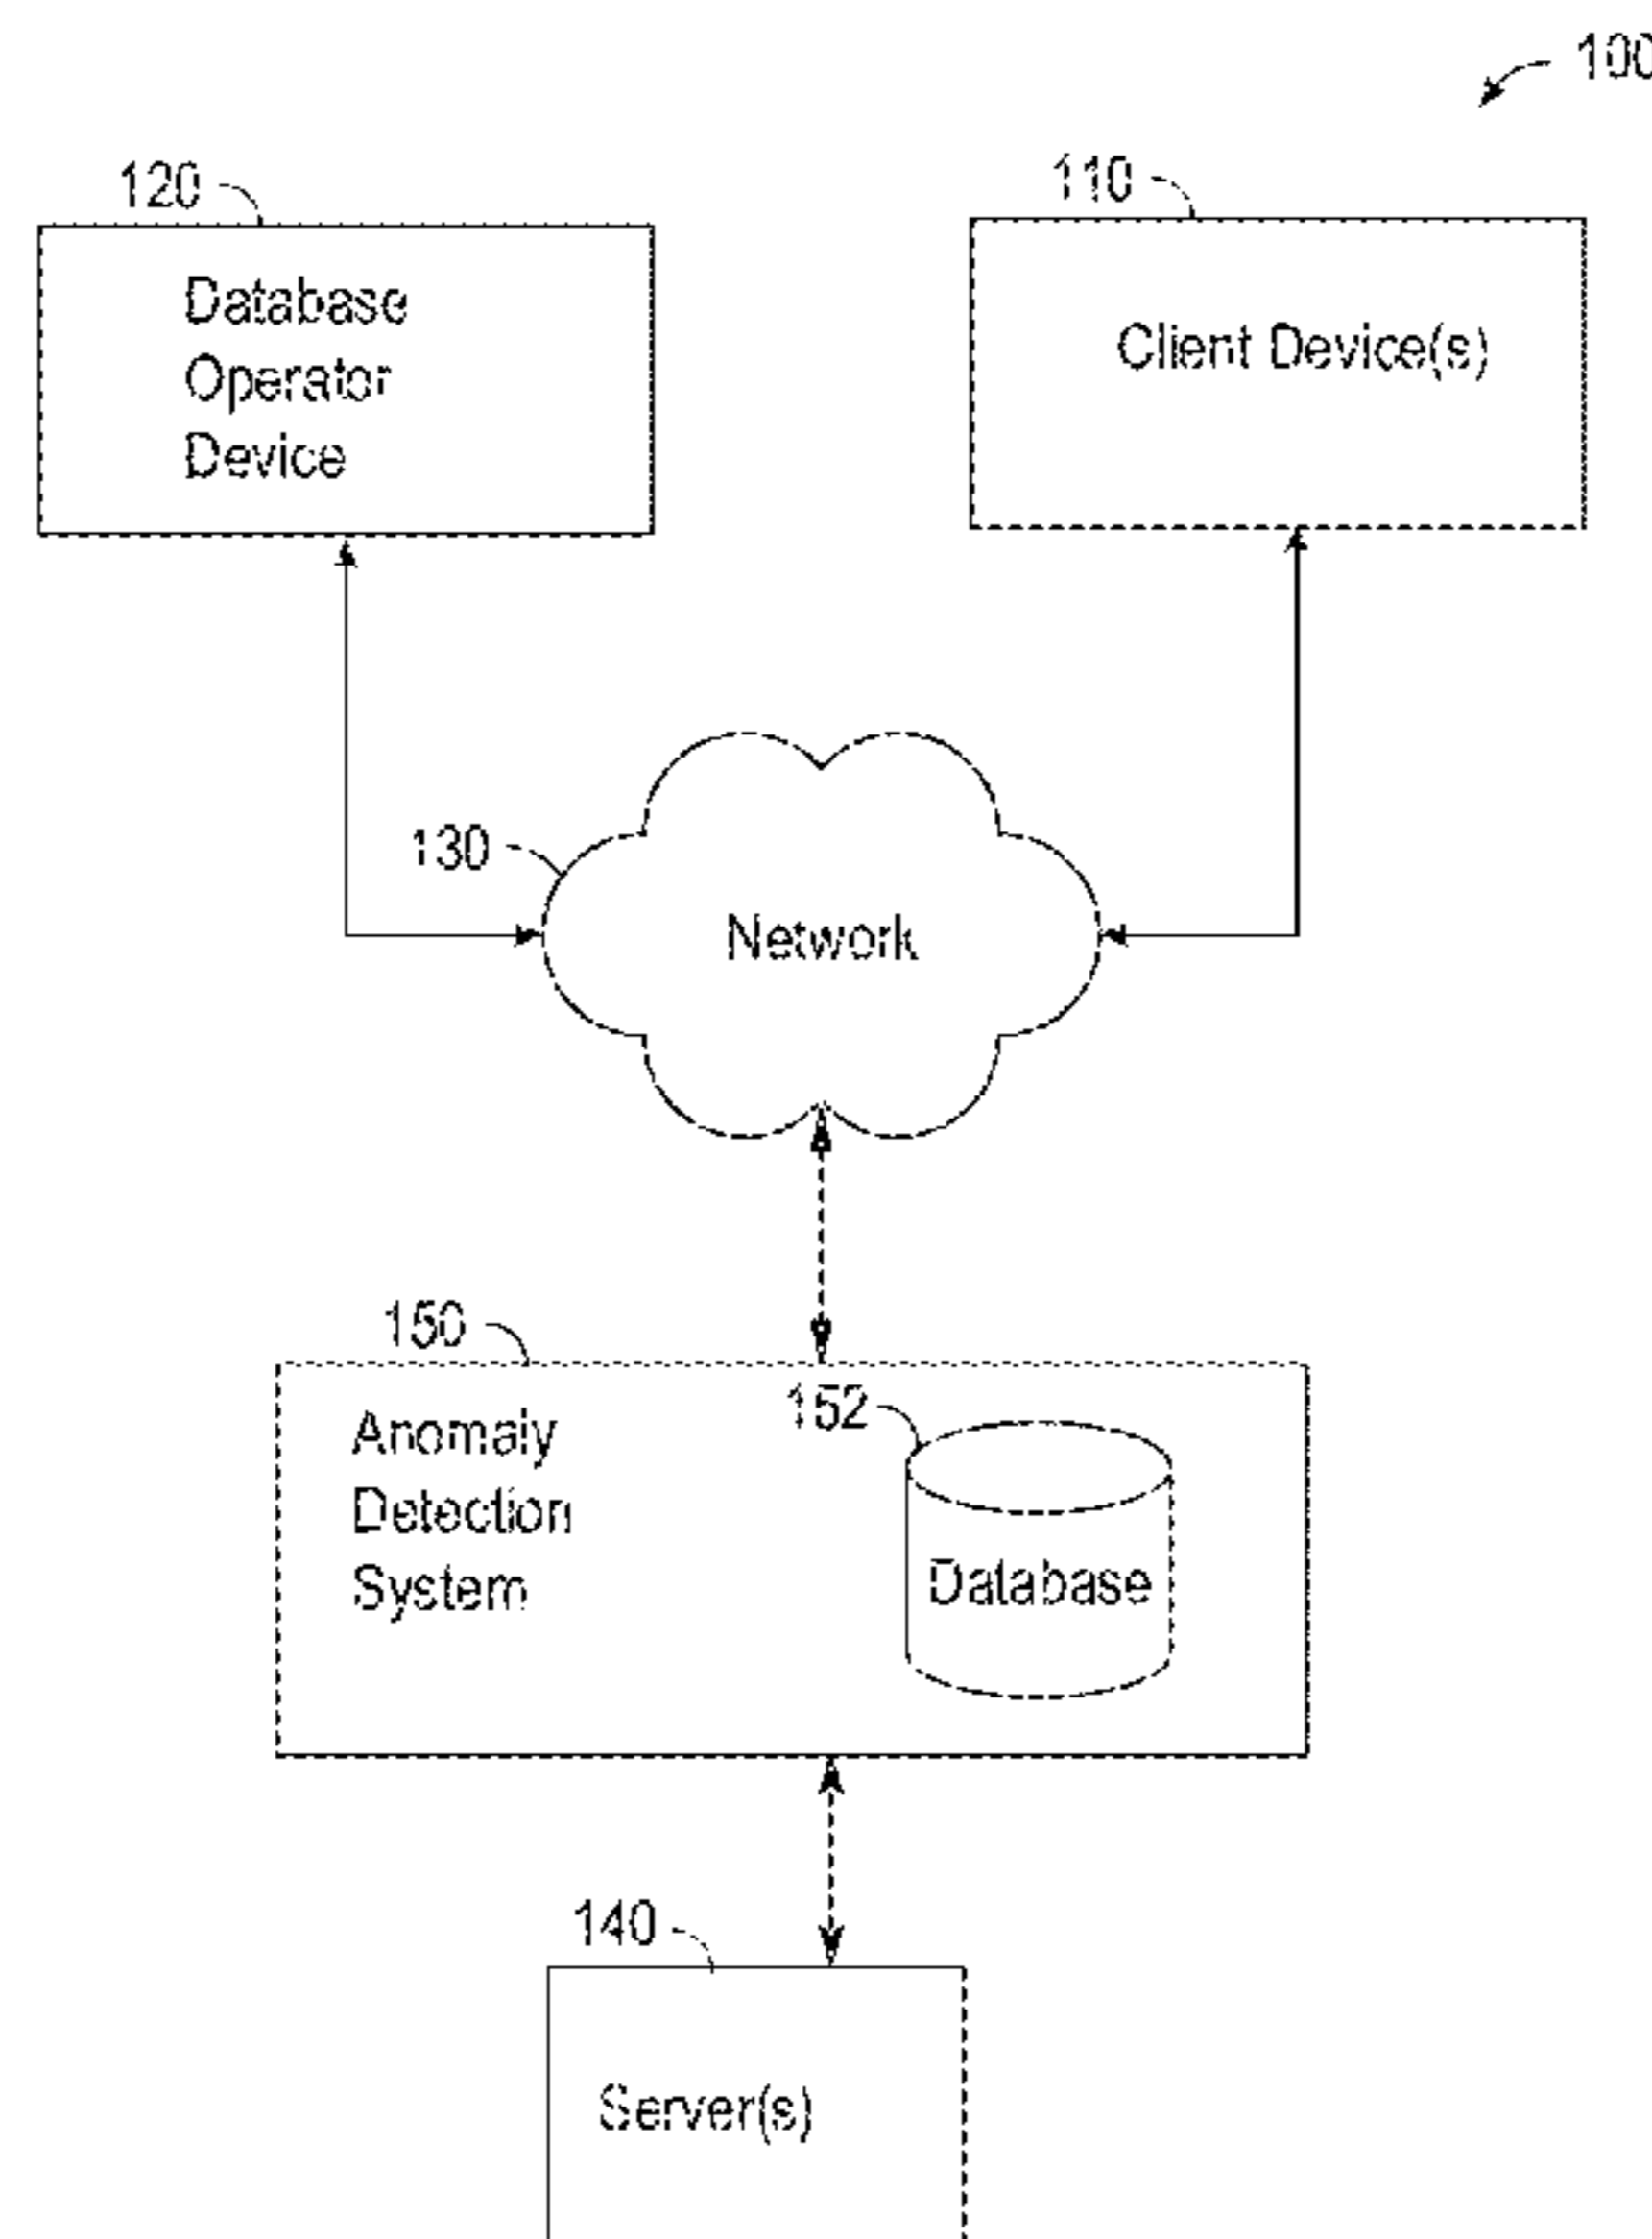 100
120
110
Database
Operator
Device
Client Device(s)
130
Network
150
152
Anomaly
Detection
System
Database
140
Server(s)